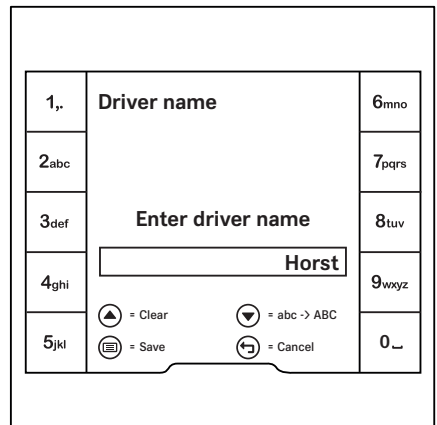 1,.
2abc
3def
4ghi
5jkl
Driver name
Enter driver name
Horst
= Clear
= abc -> ABC
= Save
= Cancel
6mno
7pqrs
8tuv
9wxyz
0⎵